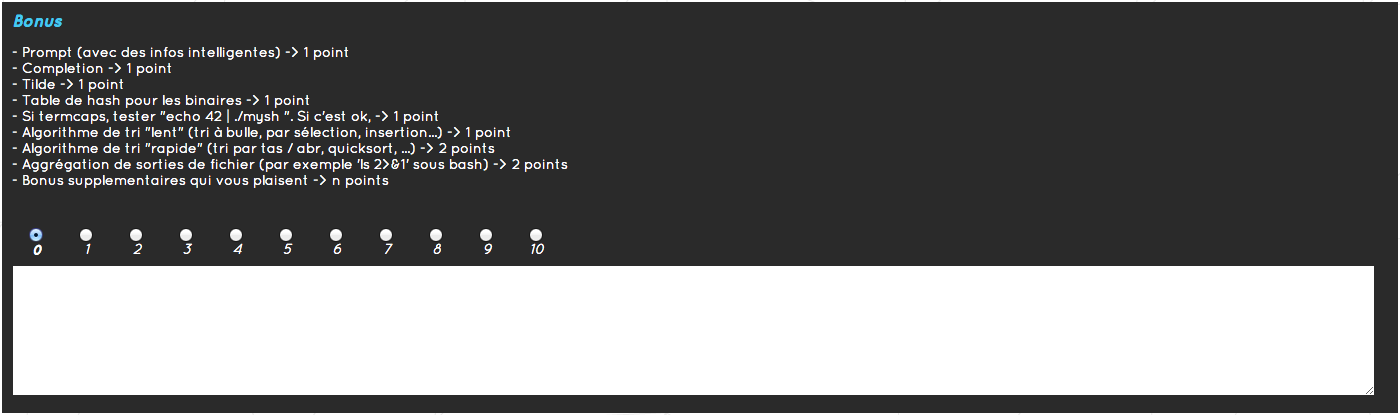 Bonus
- Prompt (avec des infos intelligentes) -> 1 point
- Completion -> 1 point
- Tilde -> 1 point
- Table de hash pour les binaires -> 1 point
- Si termcaps, tester "echo 42 | ./mysh ". Si c'est ok, -> 1 point
- Algorithme de tri "lent" (tri à bulle, par sélection, insertion...) -> 1 point
- Algorithme de tri "rapide" (tri par tas / abr, quicksort, ...) -> 2 points
- Aggrégation de sorties de fichier (par exemple 'ls 2>&1' sous bash) -> 2 points
- Bonus supplementaires qui vous plaisent -> n points
0 1 2 3 4 5 6 7 8 9 10